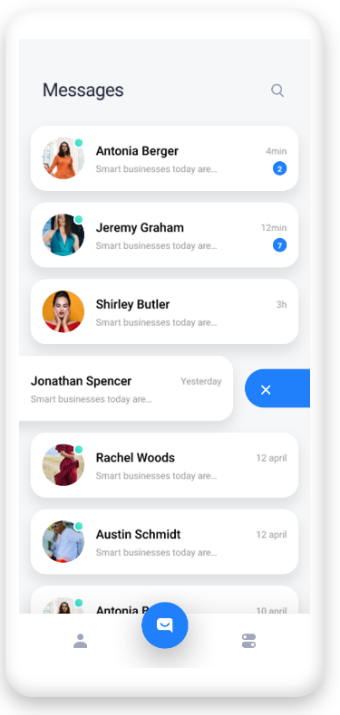 Messages
Antonia Berger 4min
Smart businesses today are... 2
Jeremy Graham 12min
Smart businesses today are... 7
Shirley Butler 3h
Smart businesses today are...
Jonathan Spencer Yesterday
Smart businesses today are...
Rachel Woods 12 april
Smart businesses today are...
Austin Schmidt 12 april
Smart businesses today are...
Antonia 10 april